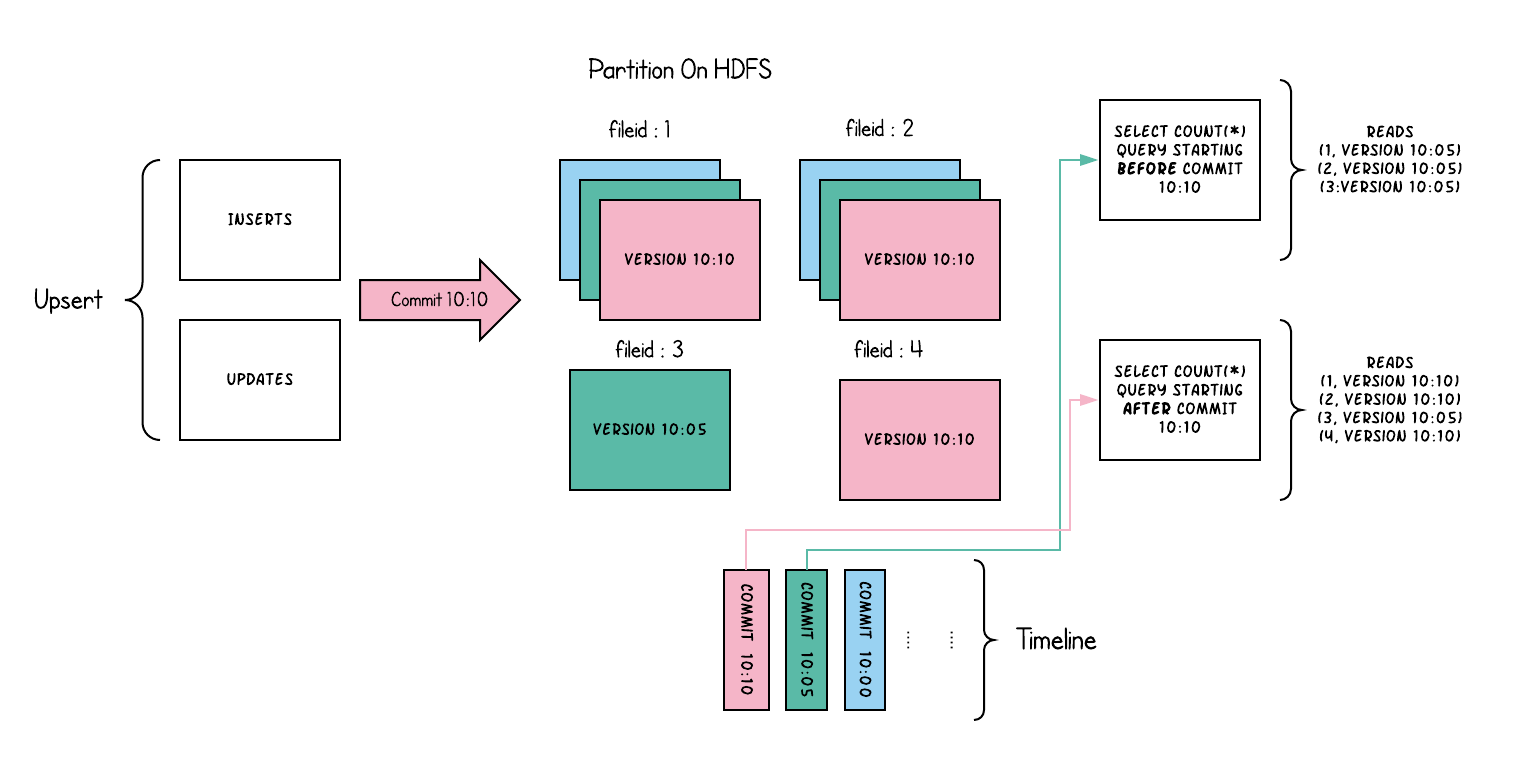 Partition On HDFS
fileid : 1
fileid : 2
SELECT COUNT(*)
QUERY STARTING
BEFORE COMMIT
10:10
READS
(1, VERSION 10:05)
(2, VERSION 10:05)
(3:VERSION 10:05)
INSERTS
VERSION 10:10
VERSION 10:10
Upsert
Commit 10:10
UPDATES
fileid : 3
fileid : 4
VERSION 10:05
VERSION 10:10
SELECT COUNT(*)
QUERY STARTING
AFTER COMMIT
10:10
READS
(1, VERSION 10:10)
(2, VERSION 10:10)
(3, VERSION 10:05)
(4, VERSION 10:10)
COMMIT 10:10
COMMIT 10:05
COMMIT 10:00
Timeline